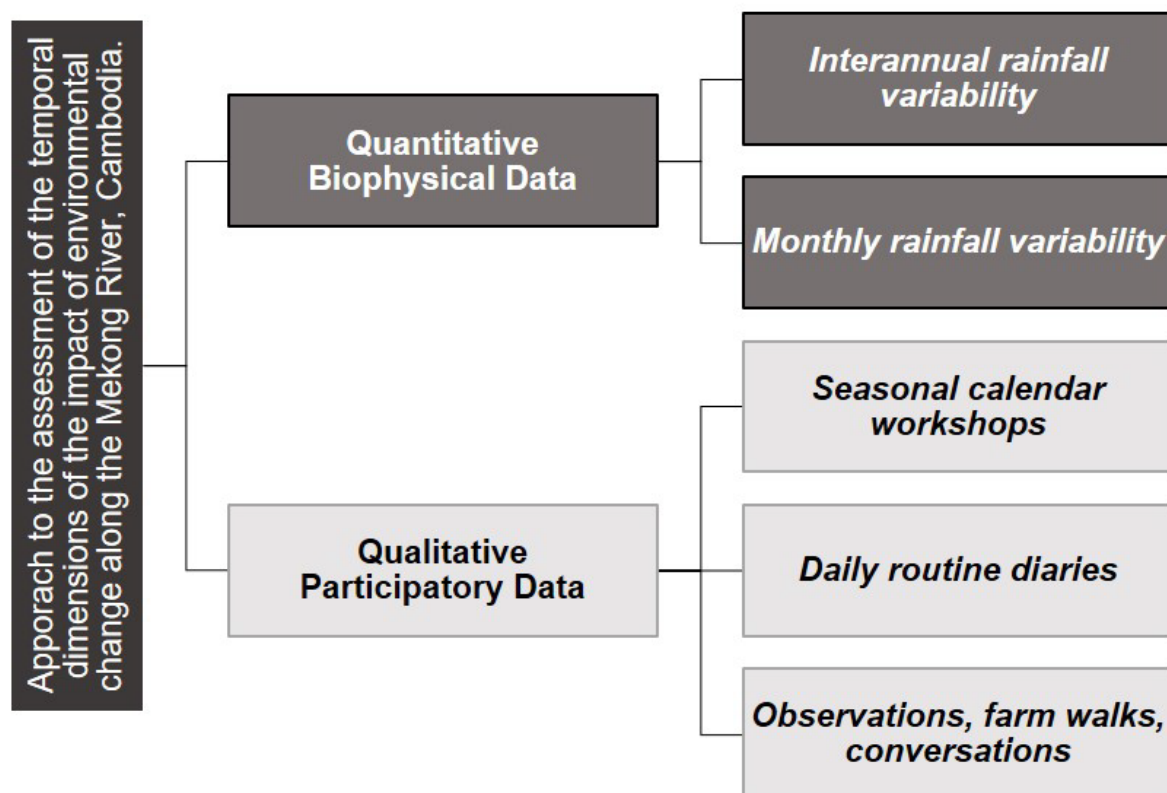 Apporach to the assessment of the temporal
dimensions of the impact of environmental
change along the Mekong River, Cambodia.
Quantitative
Biophysical Data
Interannual rainfall
variability
Monthly rainfall variability
Qualitative
Participatory Data
Seasonal calendar
workshops
Daily routine diaries
Observations, farm walks,
conversations